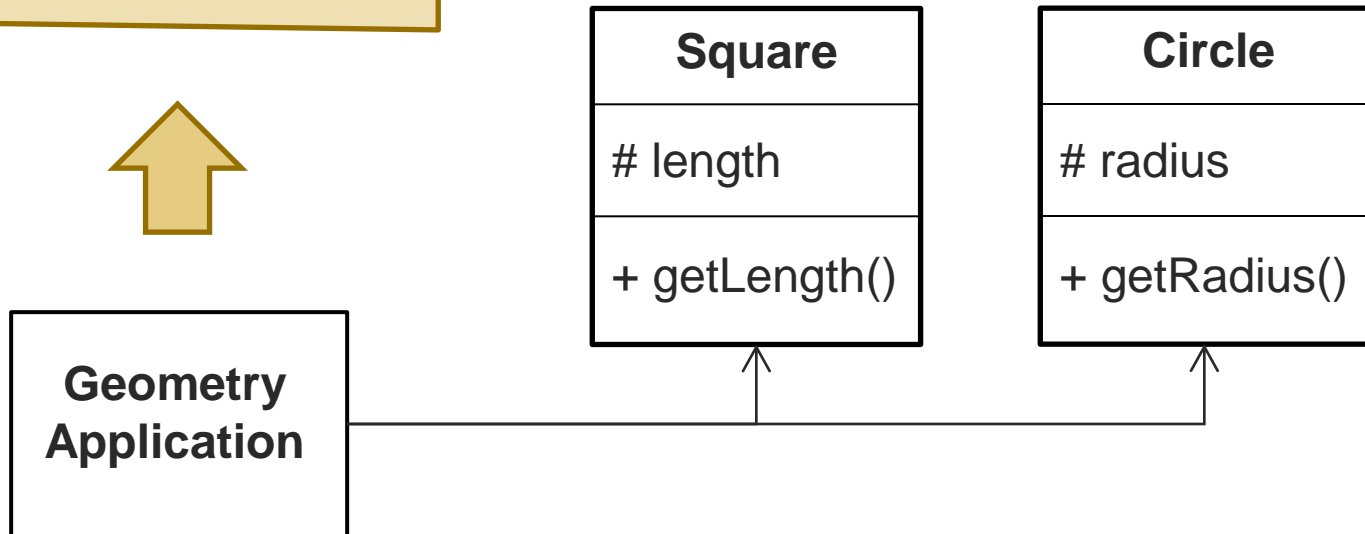 Square
# length
+ getLength()
Circle
# radius
+ getRadius()
Geometry
Application